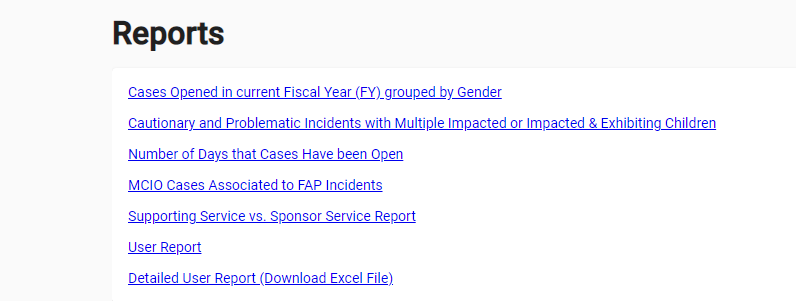 Reports
Cases Opened in current Fiscal Year (FY) grouped by Gender
Cautionary and Problematic Incidents with Multiple Impacted or Impacted & Exhibiting Children
Number of Days that Cases Have been Open
MCIO Cases Associated to FAP Incidents
Supporting Service vs. Sponsor Service Report
User Report
Detailed User Report (Download Excel File)